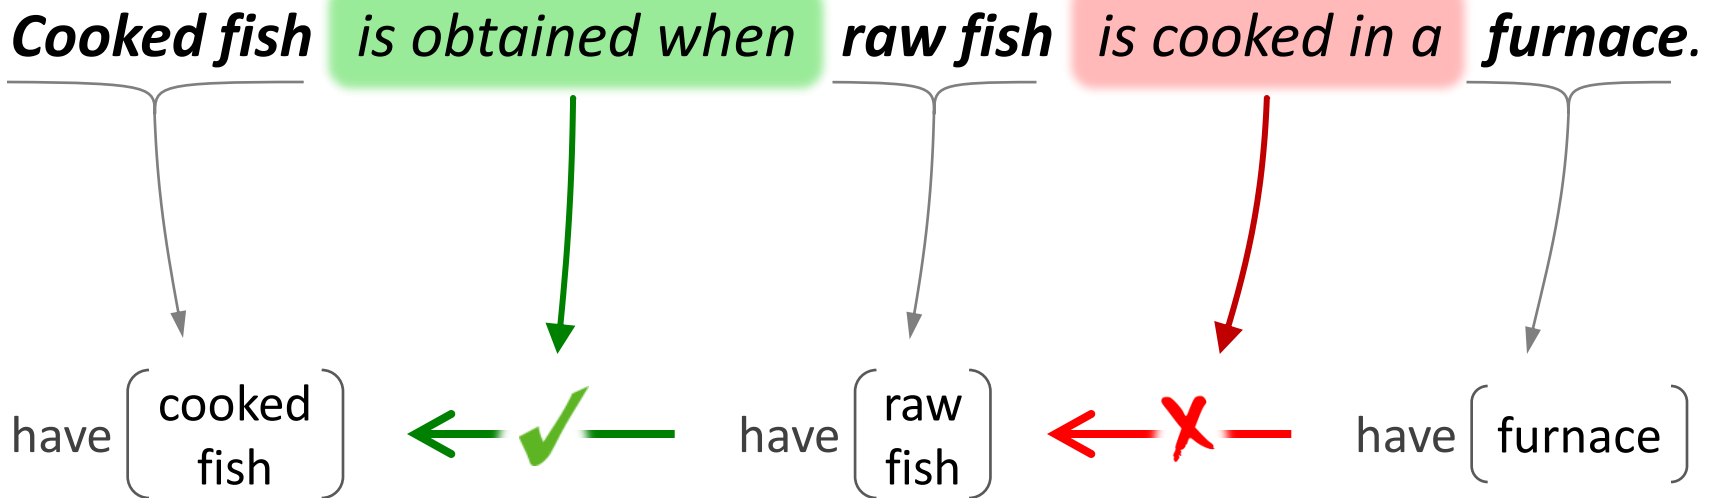 Cooked fish is obtained when raw fish is cooked in a furnace.
have cooked fish have raw fish have furnace